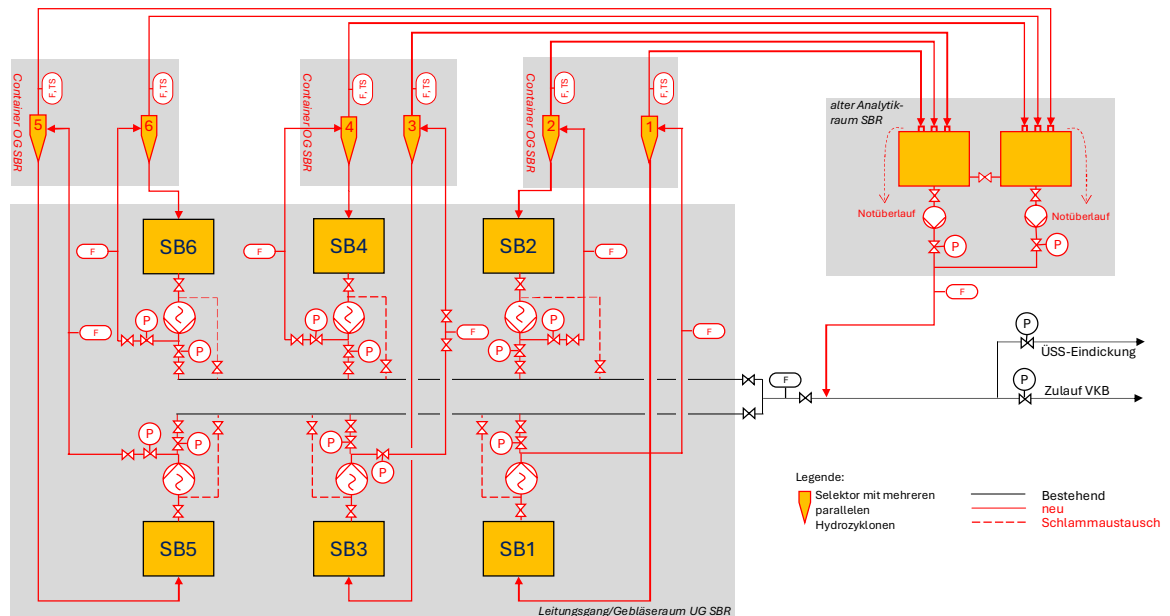 Container OG SBR
F, TS
F, TS
5
6
Container OG SBR
F, TS
F, TS
4
3
Container OG SBR
F, TS
F, TS
2
1
alter Analytik-
raum SBR
Notüberlauf
Notüberlauf
P
P
F
SB6
SB4
SB2
F
F
F
F
F
F
P
P
P
P
P
P
F
P
ÜSS-Eindickung
P
Zulauf VKB
P
P
P
P
P
SB5
SB3
SB1
Leitungsgang/Gebläseraum UG SBR
Legende:
Selektor mit mehreren
parallelen
Hydrozyklonen
Bestehend
neu
Schlammaustausch